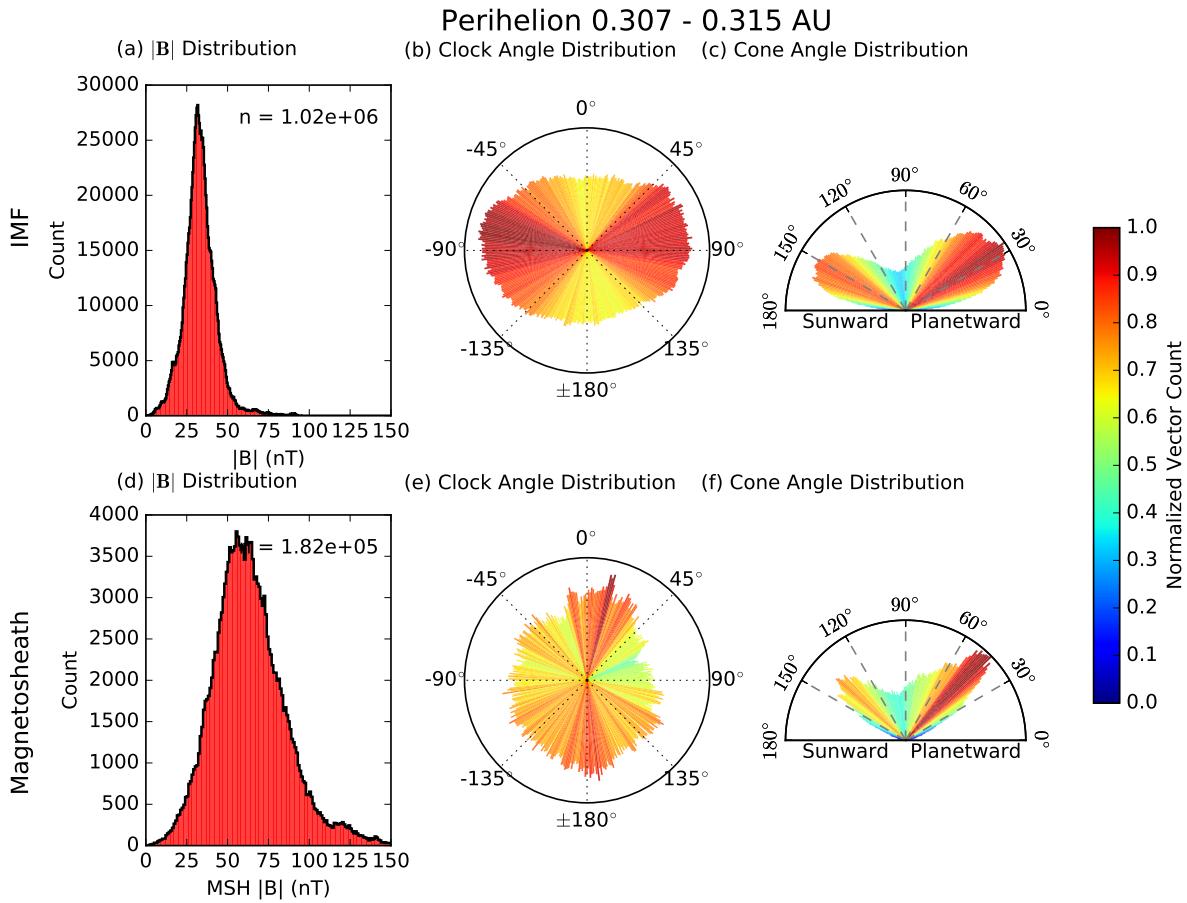 Perihelion 0.307 - 0.315 AU
(a) |B| Distribution
(b) Clock Angle Distribution
(c) Cone Angle Distribution
IMF
Count
30000
25000
20000
15000
10000
5000
0
n = 1.02e+06
0 25 50 75 100 125 150
|B| (nT)
0°
-45° 45°
-90° 90°
-135° 135°
±180°
90°
120° 60°
150° 30°
180° 0°
Sunward Planetward
(d) |B| Distribution
(e) Clock Angle Distribution
(f) Cone Angle Distribution
Magnetosheath
Count
4000
3500
3000
2500
2000
1500
1000
500
0
= 1.82e+05
0 25 50 75 100 125 150
MSH |B| (nT)
0°
-45° 45°
-90° 90°
-135° 135°
±180°
90°
120° 60°
150° 30°
180° 0°
Sunward Planetward
1.0
0.9
0.8
0.7
0.6
0.5
0.4
0.3
0.2
0.1
0.0
Normalized Vector Count